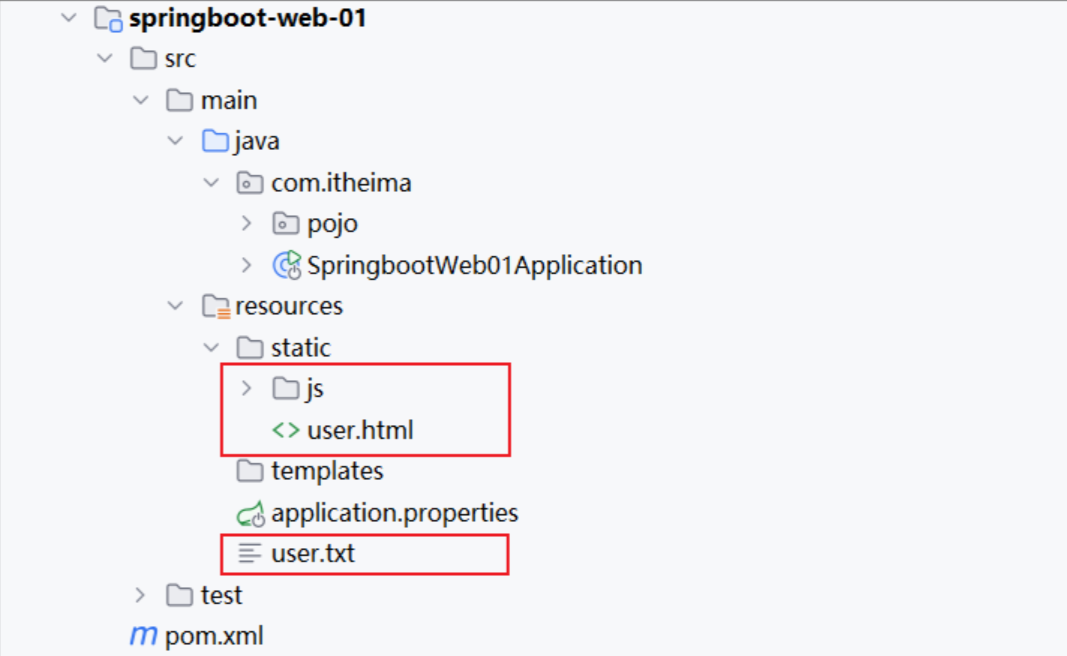 springboot-web-01
src
main
java
com.itheima
pojo
SpringbootWeb01Application
resources
static
js
user.html
templates
application.properties
user.txt
test
pom.xml